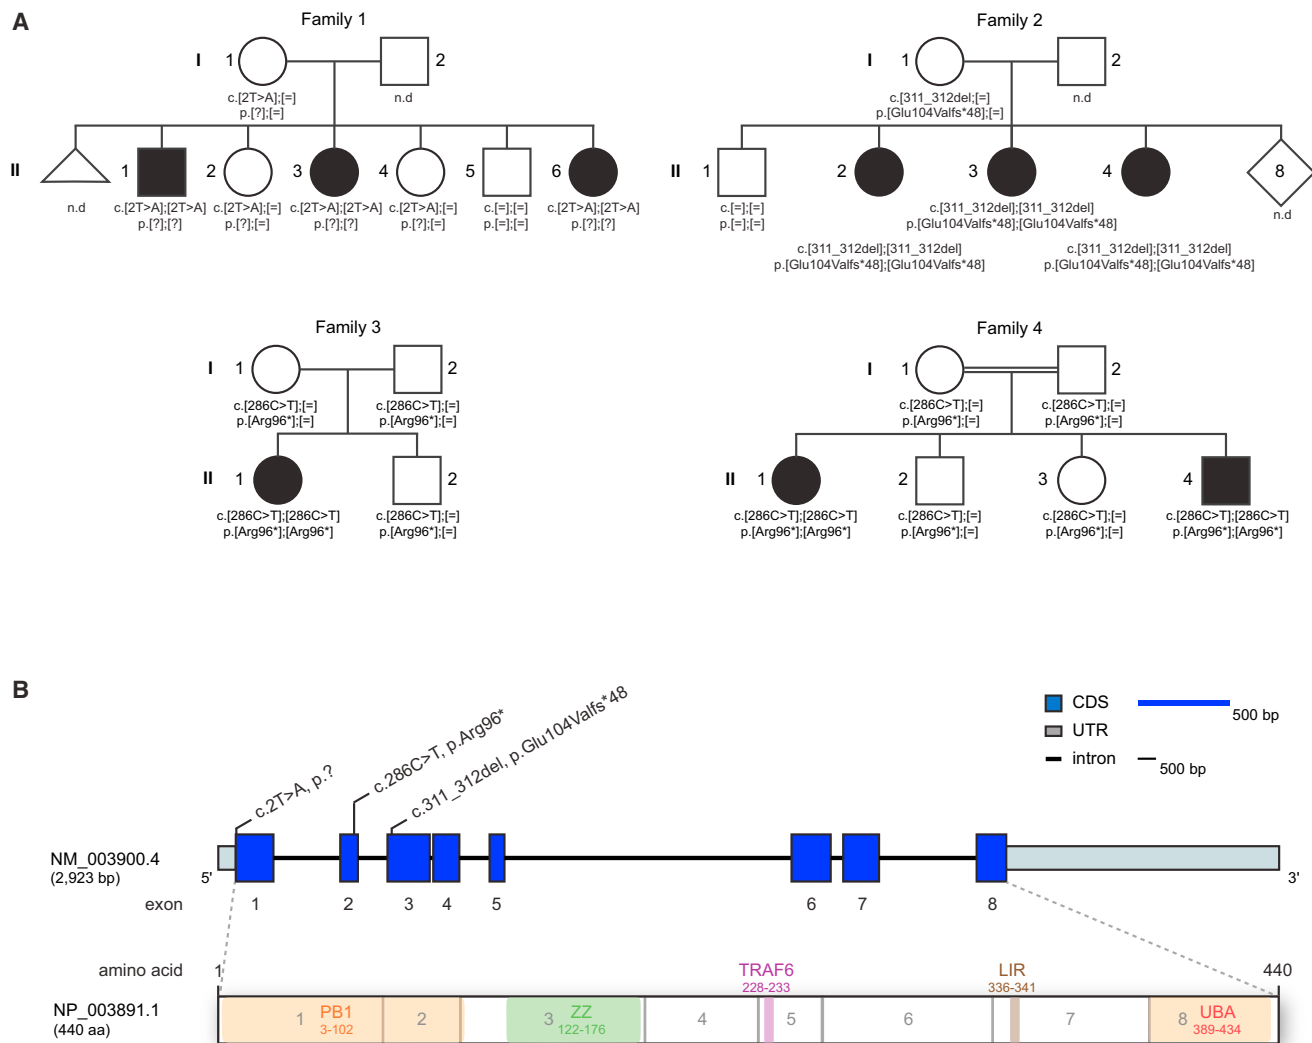 A
Family 1
Family 2
I 1 2
I 1 2
c.[2T>A];[=]
p.[?];[=]
n.d
c.[311_312del;[=]
p.[Glu104Valfs*48];[=]
n.d
II 1 2 3 4 5 6
II 1 2 3 4 8
n.d
c.[2T>A];[2T>A]
p.[?];[?]
c.[2T>A];[=]
p.[?];[=]
c.[2T>A];[2T>A]
p.[?];[?]
c.[2T>A];[=]
p.[?];[=]
c.[=];[=]
p.[=];[=]
c.[2T>A];[2T>A]
p.[?];[?]
c.[=];[=]
p.[=];[=]
c.[311_312del];[311_312del]
p.[Glu104Valfs*48];[Glu104Valfs*48]
n.d
c.[311_312del];[311_312del]
p.[Glu104Valfs*48];[Glu104Valfs*48]
c.[311_312del];[311_312del]
p.[Glu104Valfs*48];[Glu104Valfs*48]
Family 3
Family 4
I 1 2
I 1 2
c.[286C>T];[=]
p.[Arg96*];[=]
c.[286C>T];[=]
p.[Arg96*];[=]
c.[286C>T];[=]
p.[Arg96*];[=]
c.[286C>T];[=]
p.[Arg96*];[=]
II 1 2
II 1 2 3 4
c.[286C>T];[286C>T]
p.[Arg96*];[Arg96*]
c.[286C>T];[=]
p.[Arg96*];[=]
c.[286C>T];[286C>T]
p.[Arg96*];[Arg96*]
c.[286C>T];[=]
p.[Arg96*];[=]
c.[286C>T];[=]
p.[Arg96*];[=]
c.[286C>T];[286C>T]
p.[Arg96*];[Arg96*]
B
c.2T>A, p.?
c.286C>T, p.Arg96*
c.311_312del, p.Glu104Valfs*48
CDS 500 bp
UTR
intron 500 bp
NM_003900.4
(2,923 bp)
5'
3'
exon 1 2 3 4 5 6 7 8
amino acid 1 TRAF6 LIR 440
228-233 336-341
NP_003891.1
(440 aa)
1 PB1 2 3 ZZ 4 5 6 7 8 UBA
3-102 122-176 389-434